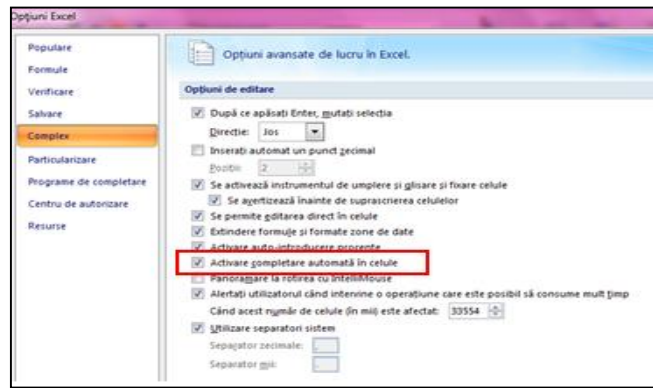 Opțiuni Excel
Populare
Formule
Verificare
Salvare
Complex
Particularizare
Programe de completare
Centru de autorizare
Resurse
Opțiuni avansate de lucru în Excel.
Opțiuni de editare
După ce apăsați Enter, mutați selecția
Direcție: Jos
Inserați automat un punct zecimal
Poziții: 2
Se activează instrumentul de umplere și glisare și fixare celule
Se avertizează înainte de suprascrierea celulelor
Se permite editarea direct în celule
Extindere formule și formate zone de date
Activare auto-introducere procente
Activare completare automată în celule
Panoramare la rotirea cu IntelliMouse
Alertați utilizatorul când intervine o operațiune care este posibil să consume mult timp
Când acest număr de celule (în mii) este afectat: 33554
Utilizare separatori sistem
Separator zecimale:
Separator mii: